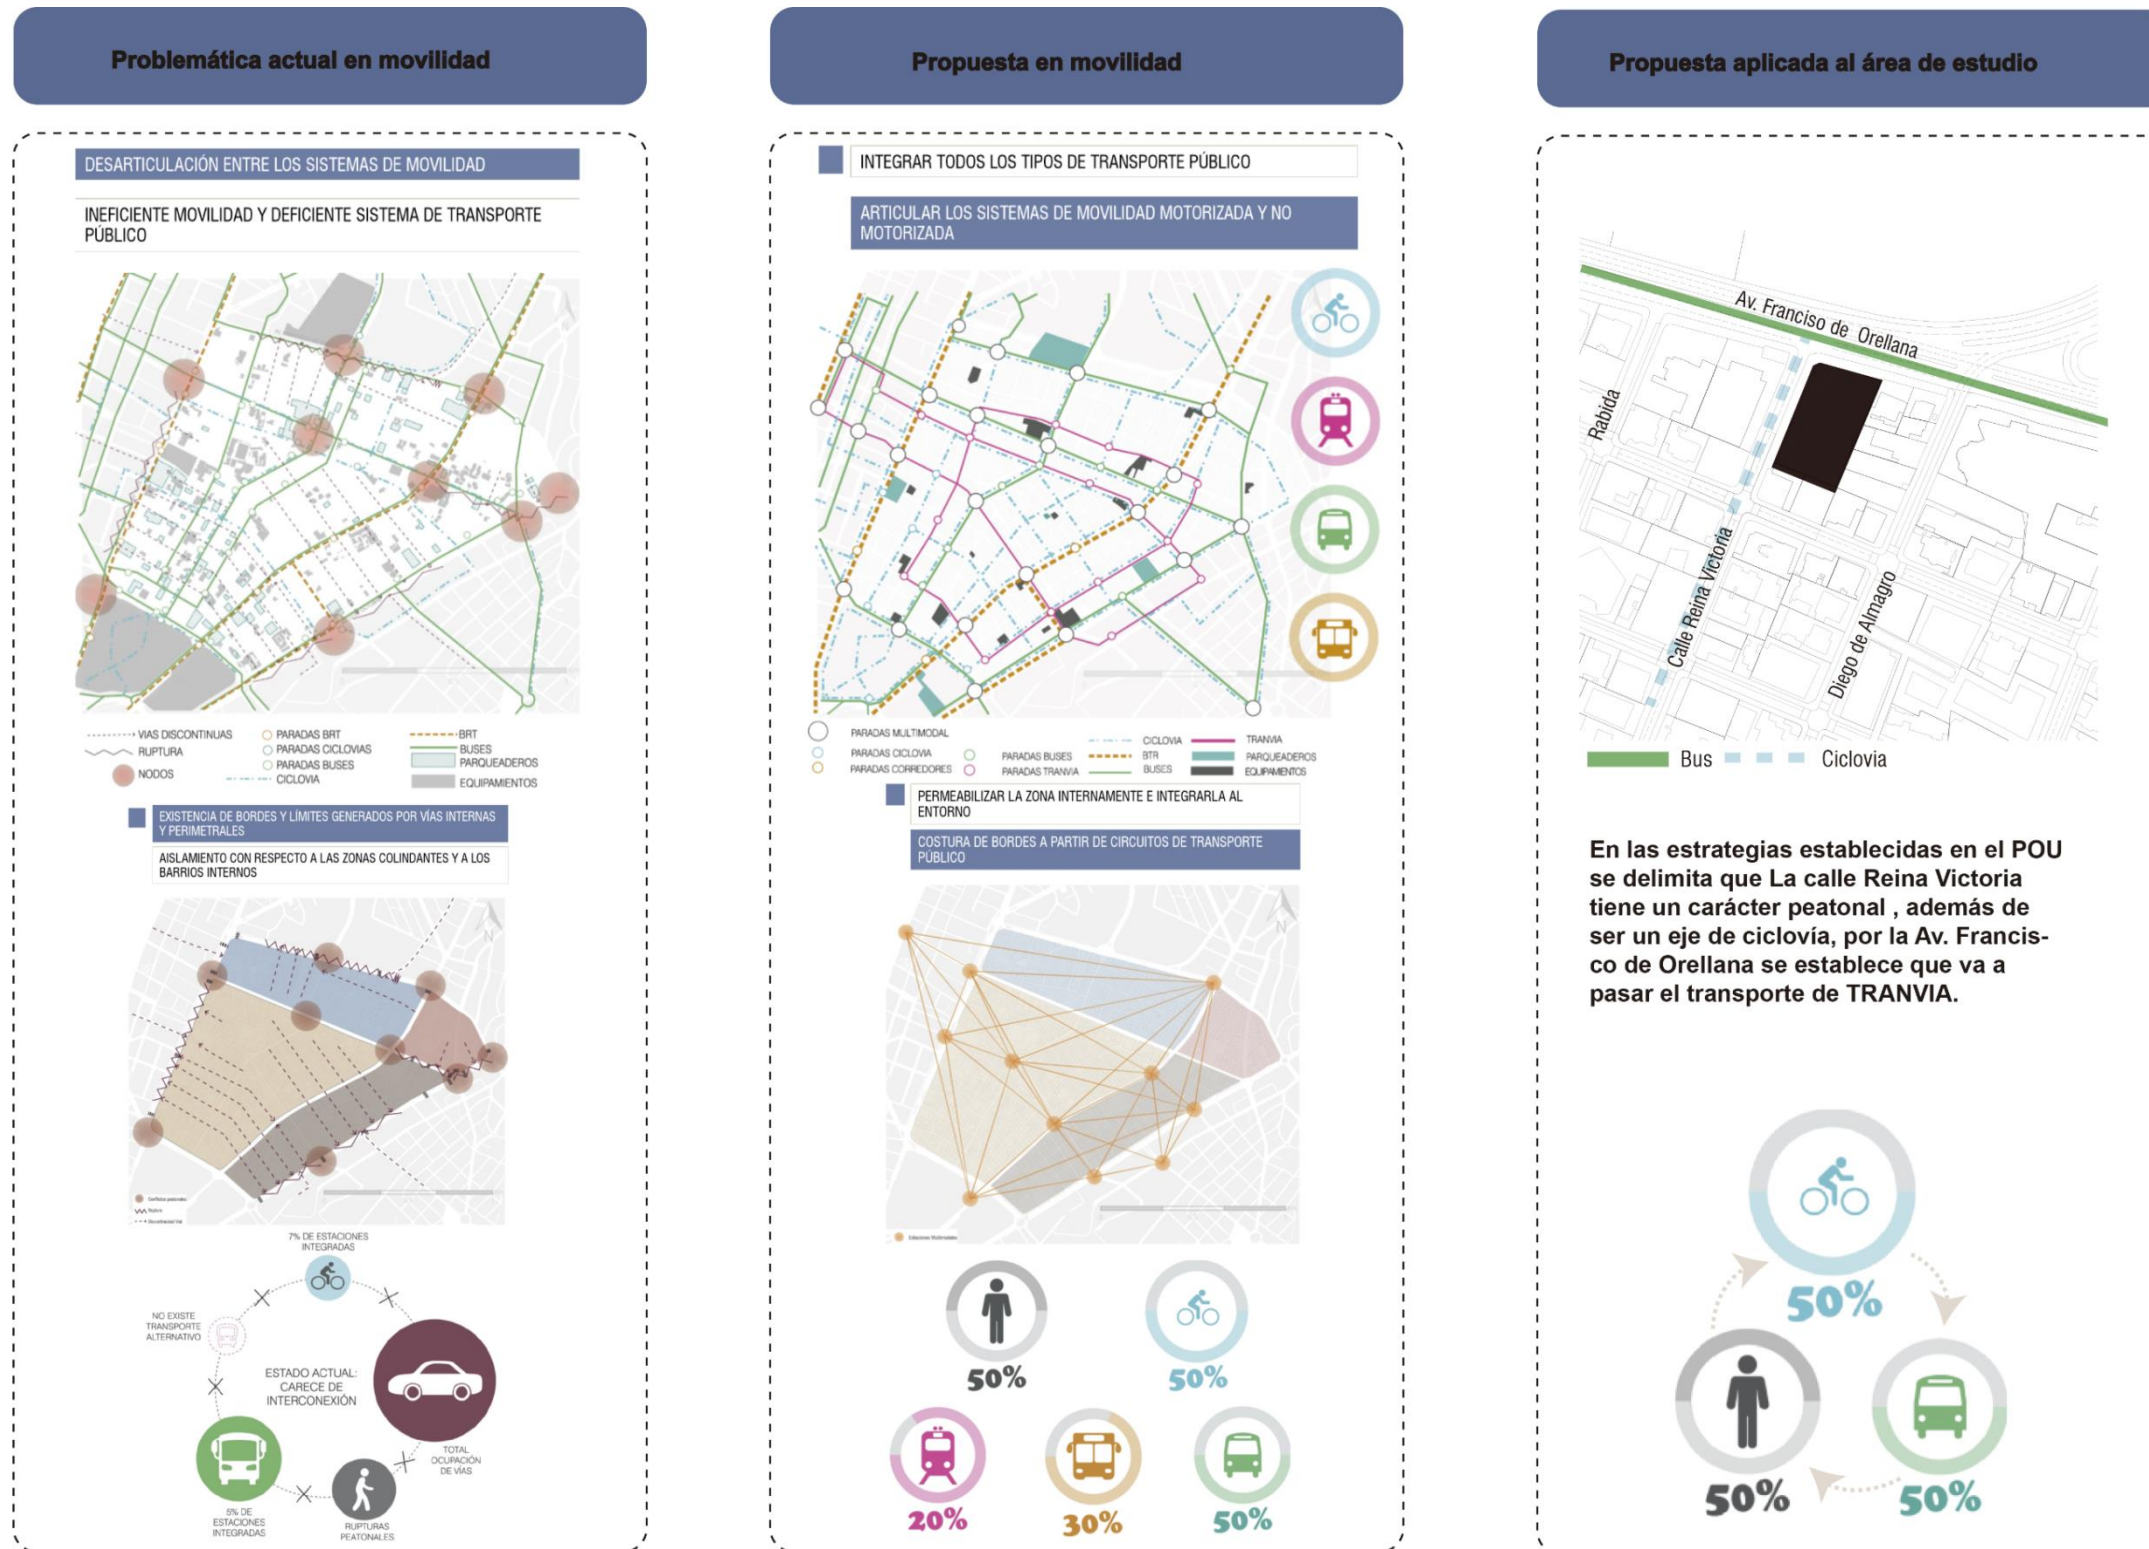 Problemática actual en movilidad
DESARTICULACIÓN ENTRE LOS SISTEMAS DE MOVILIDAD
INEFICIENTE MOVILIDAD Y DEFICIENTE SISTEMA DE TRANSPORTE
PÚBLICO
VIAS DISCONTINUAS
RUPTURA
NODOS
PARADAS BRT
PARADAS CICLOVIAS
PARADAS BUSES
CICLOVIA
BRT
BUSES
PARQUEADEROS
EQUIPAMIENTOS
EXISTENCIA DE BORDES Y LÍMITES GENERADOS POR VÍAS INTERNAS
Y PERIMETRALES
AISLAMIENTO CON RESPECTO A LAS ZONAS COLINDANTES Y A LOS
BARRIOS INTERNOS
N
Conflictos peatonales
Ruptura
Discontinuidad Vial
7% DE ESTACIONES
INTEGRADAS
NO EXISTE
TRANSPORTE
ALTERNATIVO
ESTADO ACTUAL:
CARECE DE
INTERCONEXIÓN
TOTAL
OCUPACIÓN
DE VÍAS
5% DE
ESTACIONES
INTEGRADAS
RUPTURAS
PEATONALES
Propuesta en movilidad
INTEGRAR TODOS LOS TIPOS DE TRANSPORTE PÚBLICO
ARTICULAR LOS SISTEMAS DE MOVILIDAD MOTORIZADA Y NO
MOTORIZADA
PARADAS MULTIMODAL
PARADAS CICLOVIA
PARADAS CORREDORES
PARADAS BUSES
PARADAS TRANVIA
CICLOVIA
BTR
BUSES
TRANVIA
PARQUEADEROS
EQUIPAMIENTOS
PERMEABILIZAR LA ZONA INTERNAMENTE E INTEGRARLA AL
ENTORNO
COSTURA DE BORDES A PARTIR DE CIRCUITOS DE TRANSPORTE
PÚBLICO
N
Estaciones Multimodales
50%
50%
20%
30%
50%
Propuesta aplicada al área de estudio
Av. Franciso de Orellana
Rabida
Calle Reina Victoria
Diego de Almagro
Bus
Ciclovia
En las estrategias establecidas en el POU
se delimita que La calle Reina Victoria
tiene un carácter peatonal , además de
ser un eje de ciclovía, por la Av. Francis-
co de Orellana se establece que va a
pasar el transporte de TRANVIA.
50%
50%
50%